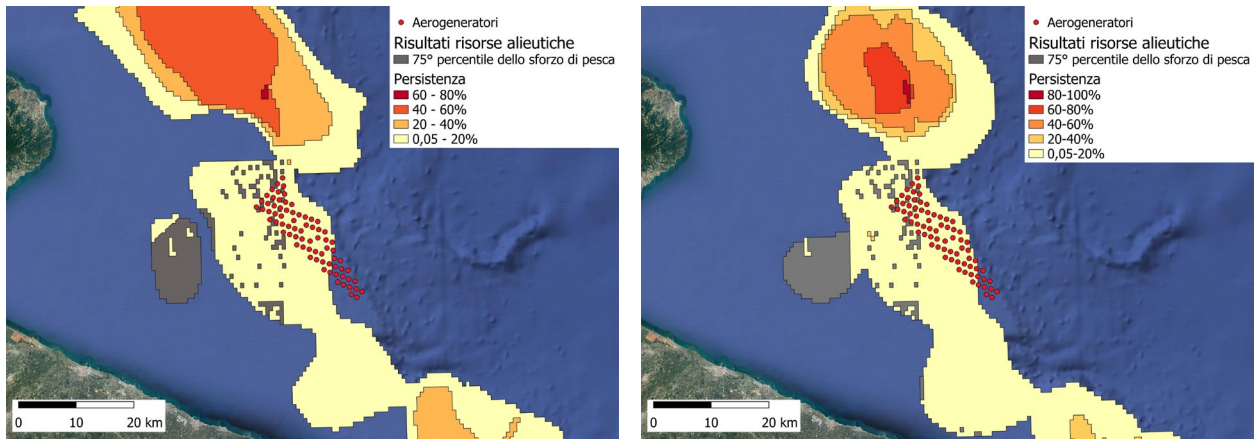 Aerogeneratori
Risultati risorse alieutiche
75° percentile dello sforzo di pesca
Persistenza
60 - 80%
40 - 60%
20 - 40%
0,05 - 20%
0 10 20 km
Aerogeneratori
Risultati risorse alieutiche
75° percentile dello sforzo di pesca
Persistenza
80-100%
60-80%
40-60%
20-40%
0,05-20%
0 10 20 km